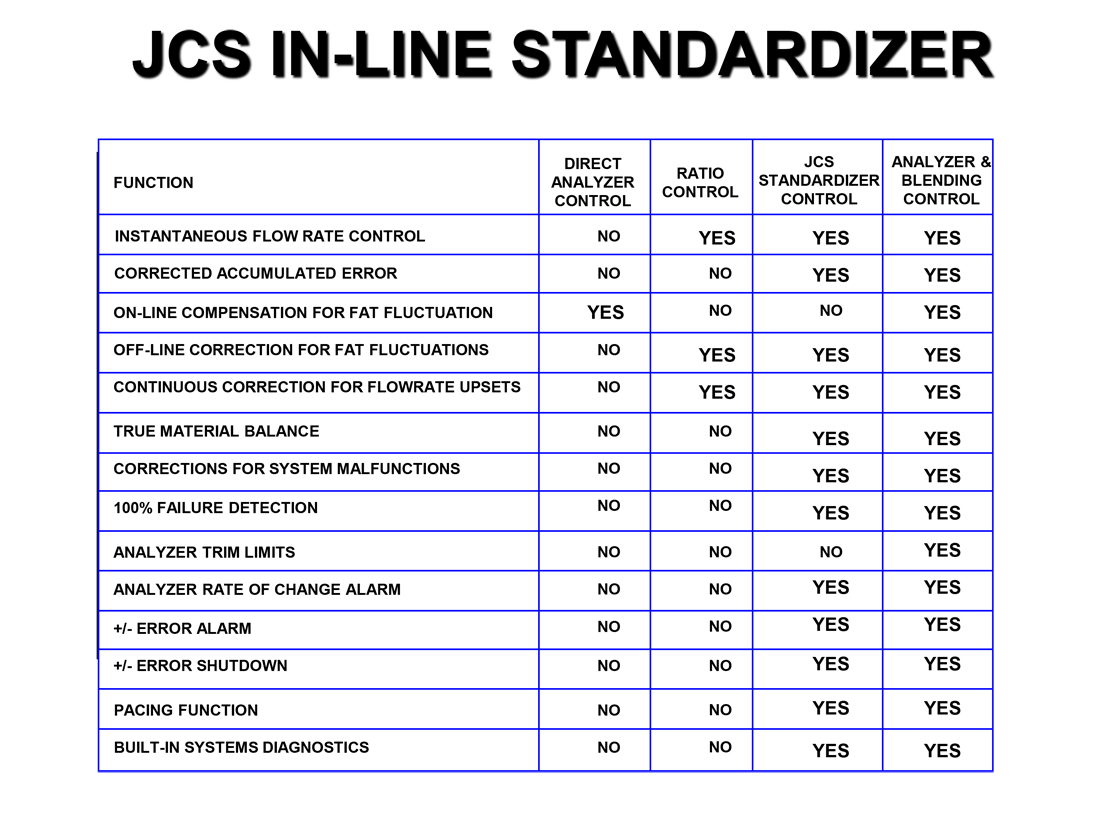 JCS IN-LINE STANDARDIZER
FUNCTION DIRECT ANALYZER CONTROL RATIO CONTROL JCS STANDARDIZER CONTROL ANALYZER & BLENDING CONTROL
INSTANTANEOUS FLOW RATE CONTROL NO YES YES YES
CORRECTED ACCUMULATED ERROR NO NO YES YES
ON-LINE COMPENSATION FOR FAT FLUCTUATION YES NO NO YES
OFF-LINE CORRECTION FOR FAT FLUCTUATIONS NO YES YES YES
CONTINUOUS CORRECTION FOR FLOWRATE UPSETS NO YES YES YES
TRUE MATERIAL BALANCE NO NO YES YES
CORRECTIONS FOR SYSTEM MALFUNCTIONS NO NO YES YES
100% FAILURE DETECTION NO NO YES YES
ANALYZER TRIM LIMITS NO NO NO YES
ANALYZER RATE OF CHANGE ALARM NO NO YES YES
+/- ERROR ALARM NO NO YES YES
+/- ERROR SHUTDOWN NO NO YES YES
PACING FUNCTION NO NO YES YES
BUILT-IN SYSTEMS DIAGNOSTICS NO NO YES YES